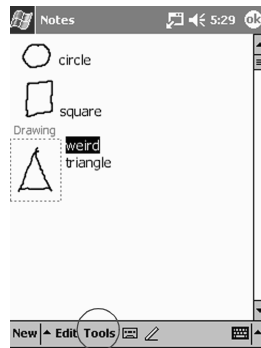 Notes 5:29 ok
circle
square
Drawing
weird
triangle
New Edit Tools